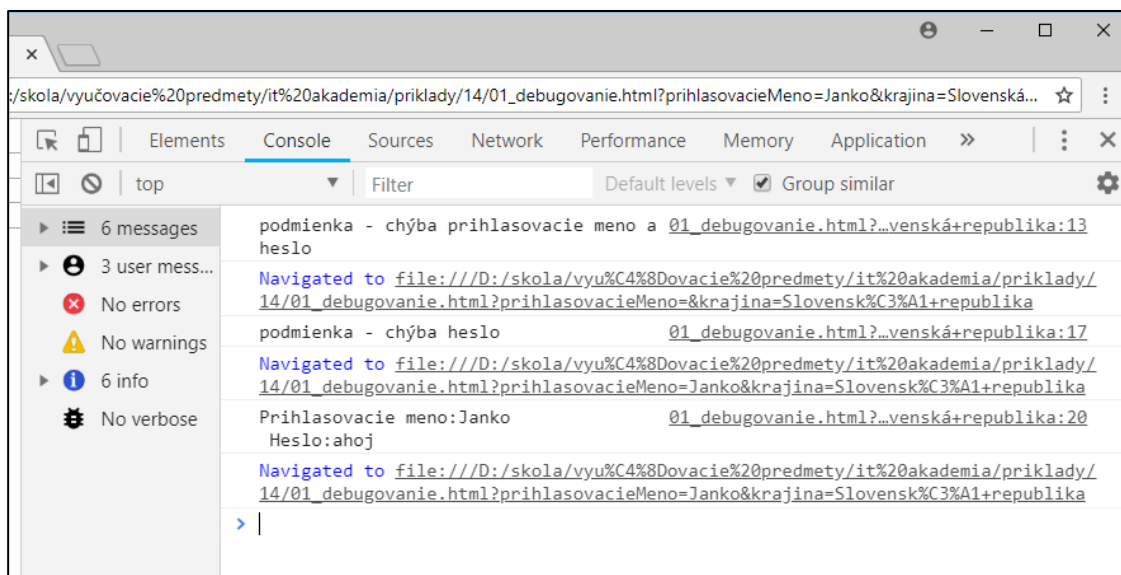 :/skola/vyučovacie%20predmety/it%20akademia/priklady/14/01_debugovanie.html?prihlasovacieMeno=Janko&krajina=Slovenská...
Elements Console Sources Network Performance Memory Application »
top Filter Default levels Group similar
6 messages
3 user mess...
No errors
No warnings
6 info
No verbose
podmienka - chýba prihlasovacie meno a 01_debugovanie.html?…venská+republika:13
heslo
Navigated to file:///D:/skola/vyu%C4%8Dovacie%20predmety/it%20akademia/priklady/
14/01_debugovanie.html?prihlasovacieMeno=&krajina=Slovensk%C3%A1+republika
podmienka - chýba heslo 01_debugovanie.html?…venská+republika:17
Navigated to file:///D:/skola/vyu%C4%8Dovacie%20predmety/it%20akademia/priklady/
14/01_debugovanie.html?prihlasovacieMeno=Janko&krajina=Slovensk%C3%A1+republika
Prihlasovacie meno:Janko 01_debugovanie.html?…venská+republika:20
Heslo:ahoj
Navigated to file:///D:/skola/vyu%C4%8Dovacie%20predmety/it%20akademia/priklady/
14/01_debugovanie.html?prihlasovacieMeno=Janko&krajina=Slovensk%C3%A1+republika
>